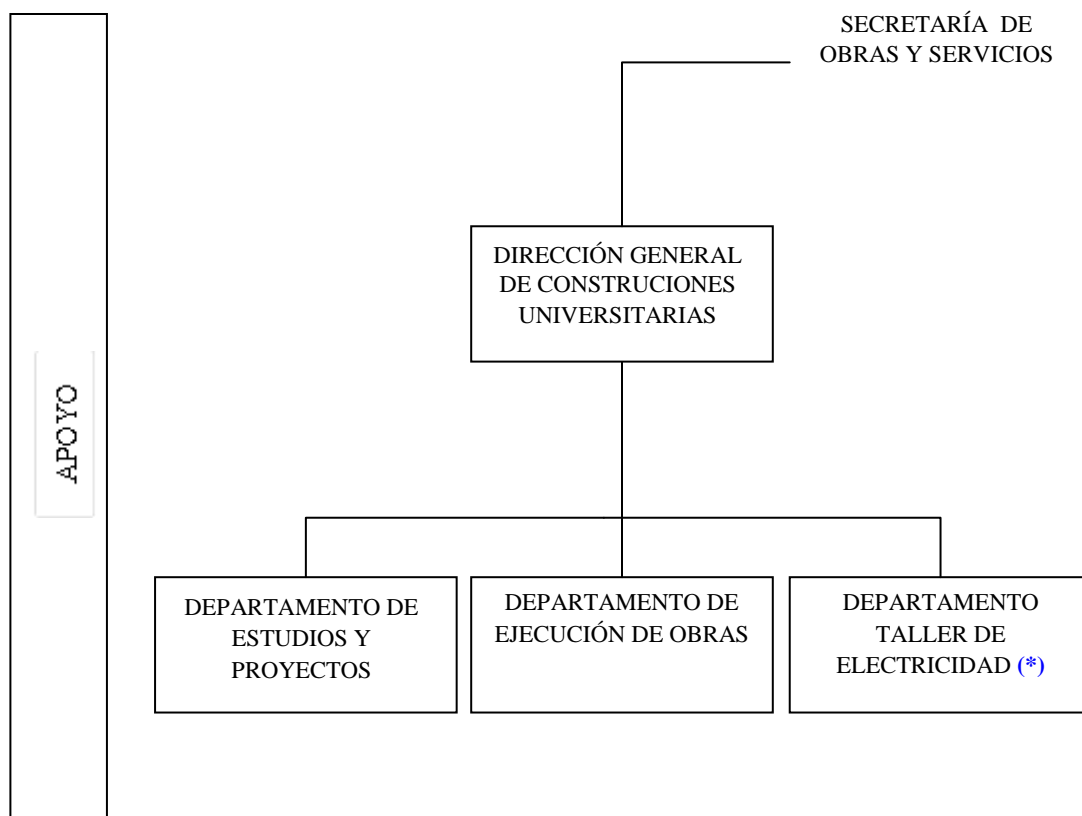 SECRETARÍA DE
OBRAS Y SERVICIOS
DIRECCIÓN GENERAL
DE CONSTRUCIONES
UNIVERSITARIAS
APOYO
DEPARTAMENTO DE
ESTUDIOS Y
PROYECTOS
DEPARTAMENTO DE
EJECUCIÓN DE OBRAS
DEPARTAMENTO
TALLER DE
ELECTRICIDAD (*)